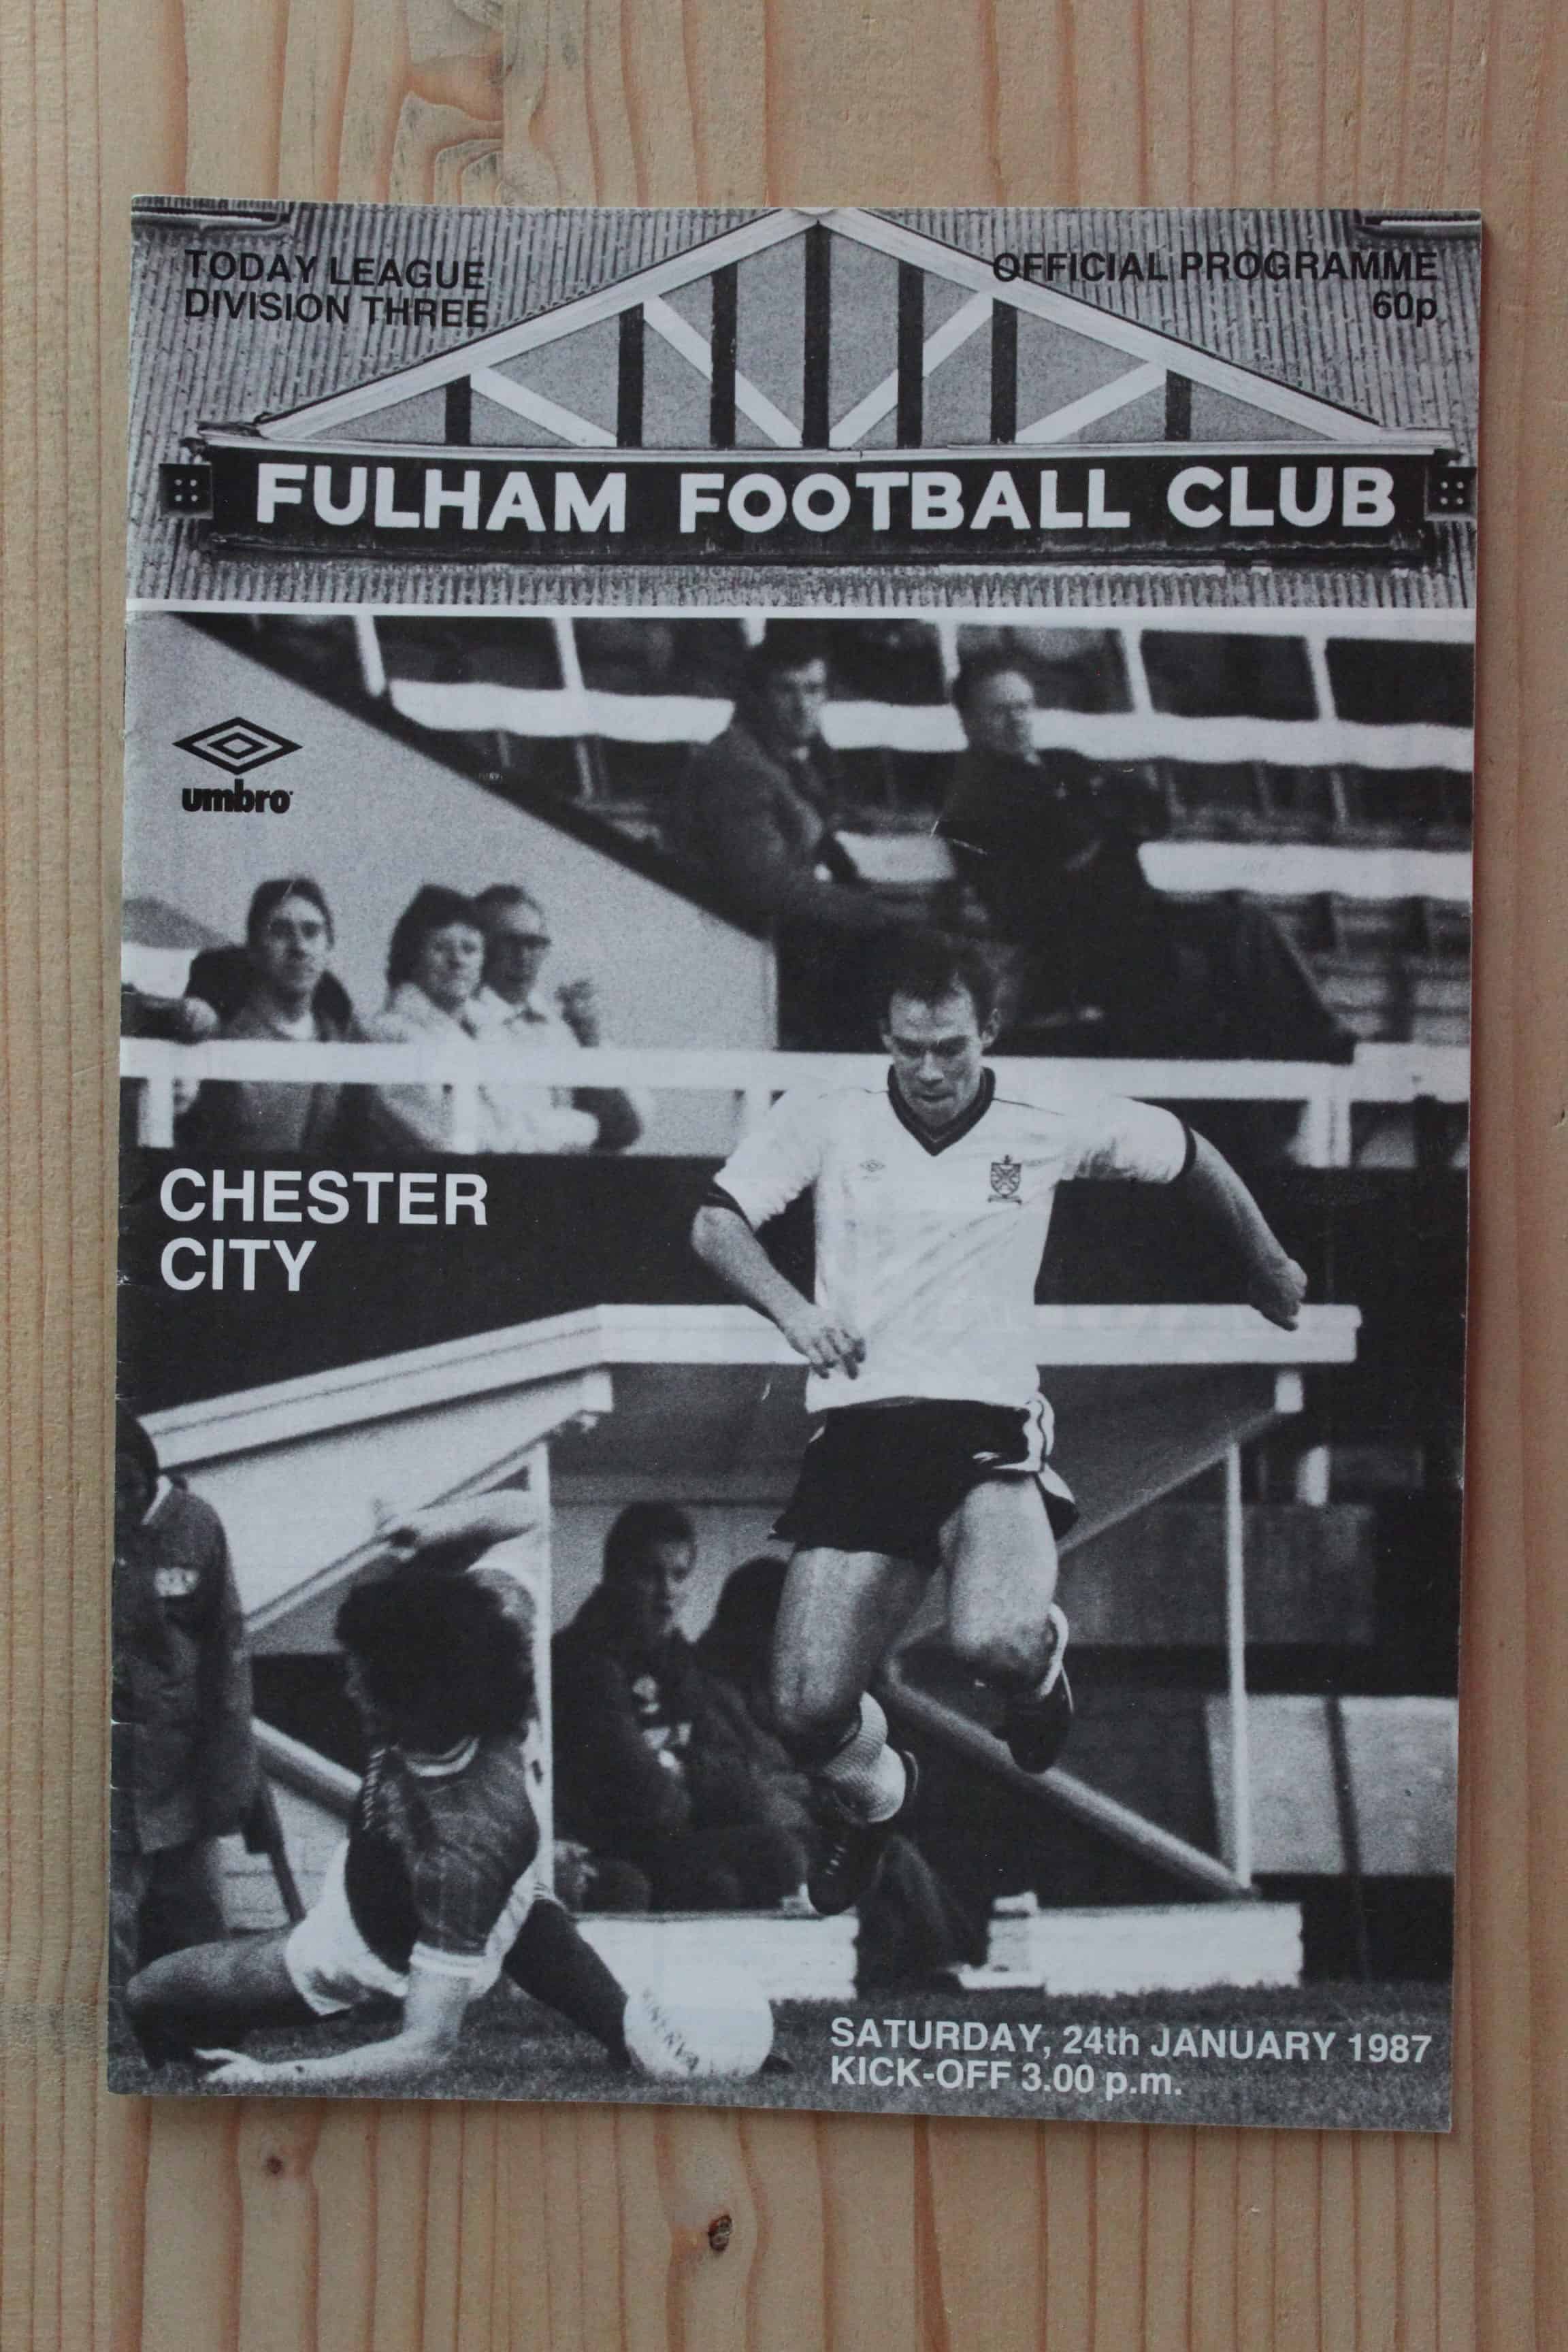 TODAY LEAGUE
DIVISION THREE
OFFICIAL PROGRAMME
60p
FULHAM FOOTBALL CLUB
umbro
CHESTER
CITY
SATURDAY, 24th JANUARY 1987
KICK-OFF 3.00 p.m.